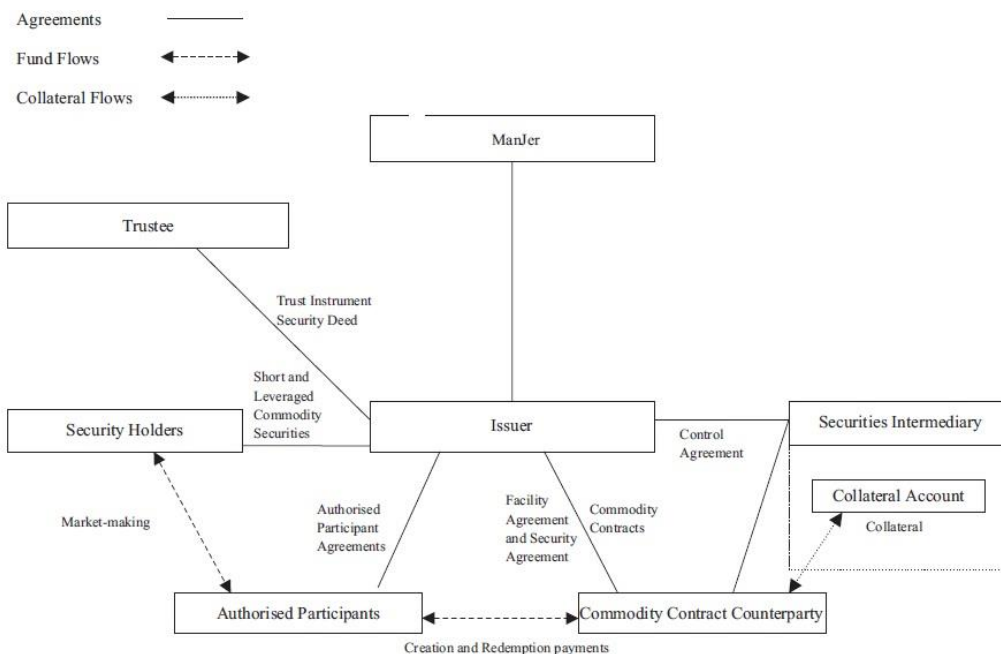 Agreements
Fund Flows
Collateral Flows
ManJer
Trustee
Trust Instrument
Security Deed
Short and
Leveraged
Commodity
Securities
Security Holders
Issuer
Control
Agreement
Securities Intermediary
Collateral Account
Collateral
Market-making
Authorised
Participant
Agreements
Facility
Agreement
and Security
Agreement
Commodity
Contracts
Authorised Participants
Commodity Contract Counterparty
Creation and Redemption payments